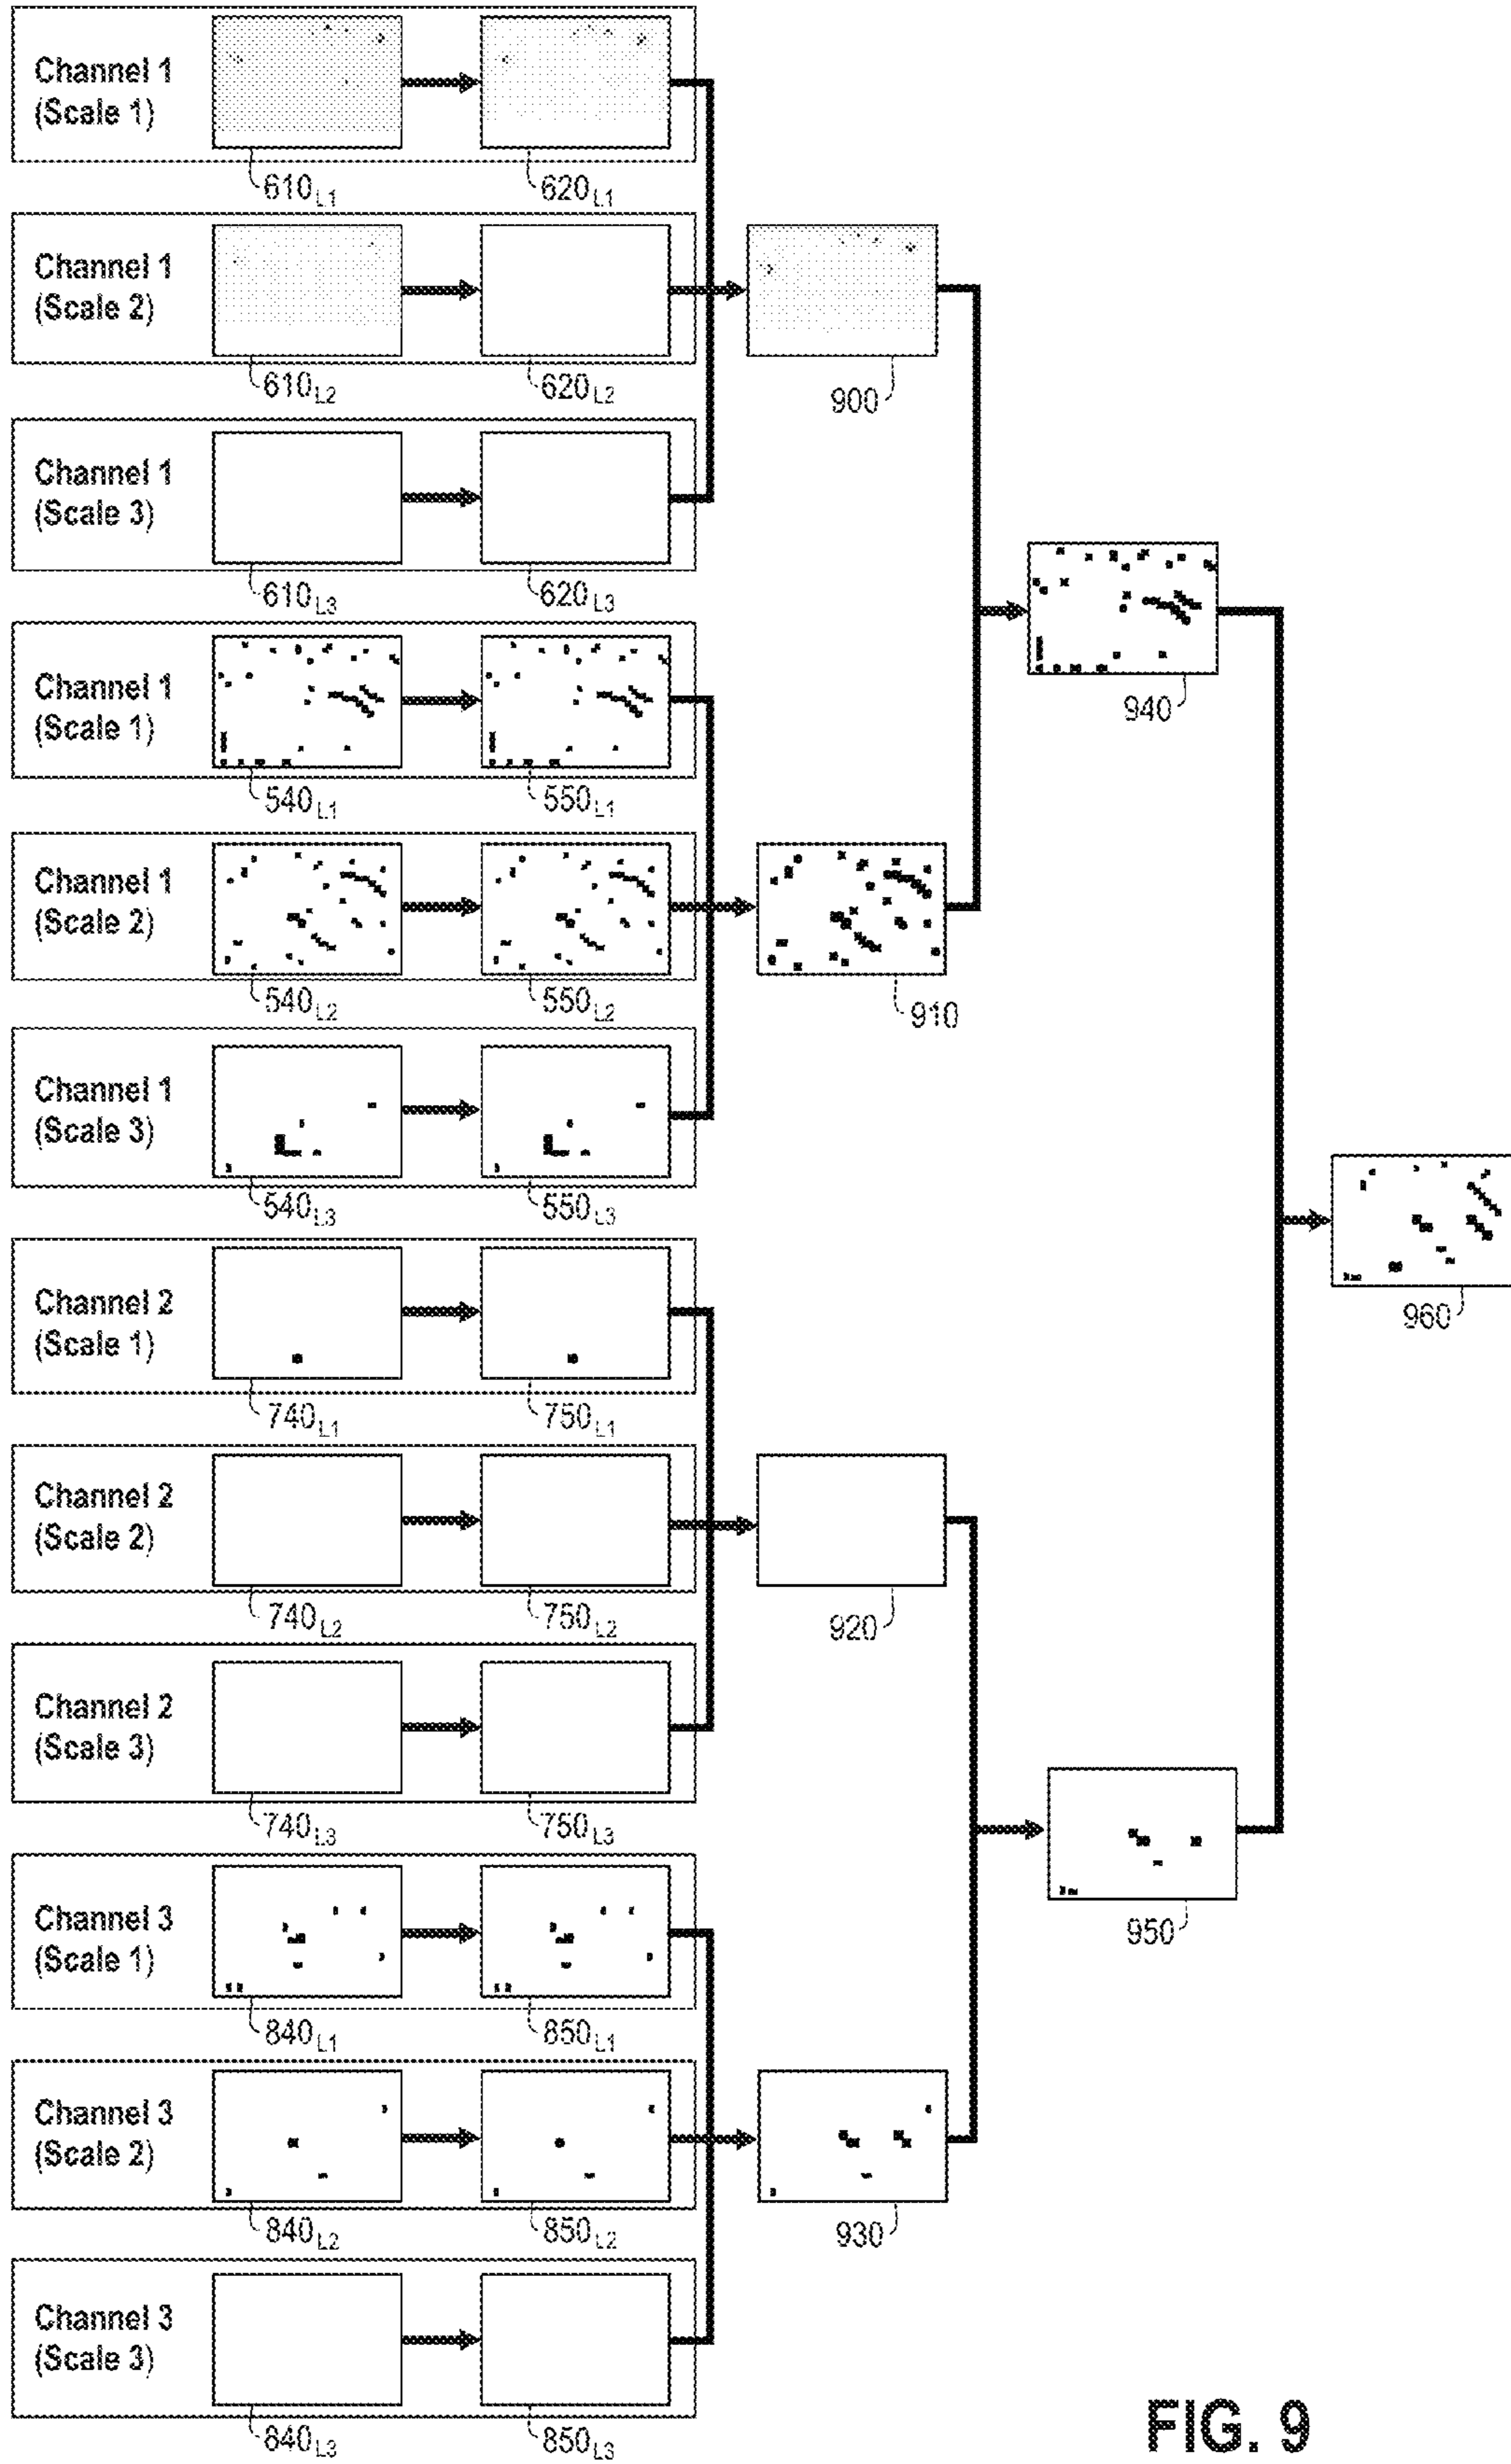 Channel 1
(Scale 1)
610L1
620L1
Channel 1
(Scale 2)
610L2
620L2
900
Channel 1
(Scale 3)
610L3
620L3
Channel 1
(Scale 1)
540L1
550L1
940
Channel 1
(Scale 2)
540L2
550L2
910
Channel 1
(Scale 3)
540L3
550L3
960
Channel 2
(Scale 1)
740L1
750L1
Channel 2
(Scale 2)
740L2
750L2
920
Channel 2
(Scale 3)
740L3
750L3
Channel 3
(Scale 1)
840L1
850L1
950
Channel 3
(Scale 2)
840L2
850L2
930
Channel 3
(Scale 3)
840L3
850L3
FIG. 9